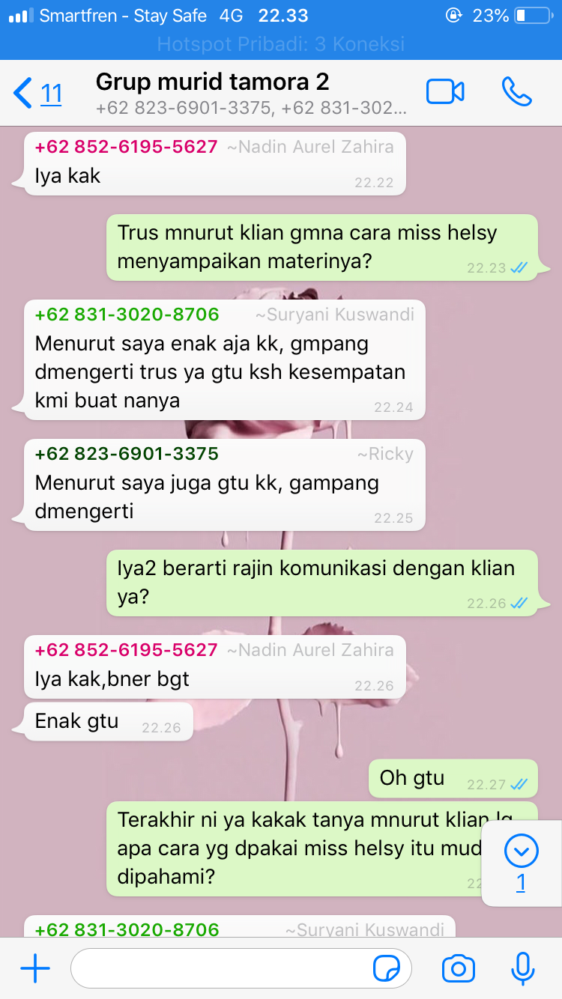 Smartfren - Stay Safe 4G 22.33 23%
Hotspot Pribadi: 3 Koneksi
11 Grup murid tamora 2
+62 823-6901-3375, +62 831-302...
+62 852-6195-5627 ~Nadin Aurel Zahira
Iya kak 22.22
Trus mnurut klian gmna cara miss helsy
menyampaikan materinya? 22.23
+62 831-3020-8706 ~Suryani Kuswandi
Menurut saya enak aja kk, gmpang
dmengerti trus ya gtu ksh kesempatan
kmi buat nanya 22.24
+62 823-6901-3375 ~Ricky
Menurut saya juga gtu kk, gampang
dmengerti 22.25
Iya2 berarti rajin komunikasi dengan klian
ya? 22.26
+62 852-6195-5627 ~Nadin Aurel Zahira
Iya kak,bner bgt 22.26
Enak gtu 22.26
Oh gtu 22.27
Terakhir ni ya kakak tanya mnurut klian
apa cara yg dpakai miss helsy itu mud
dipahami? 22
1
+62 831-3020-8706 ~Suryani Kuswandi